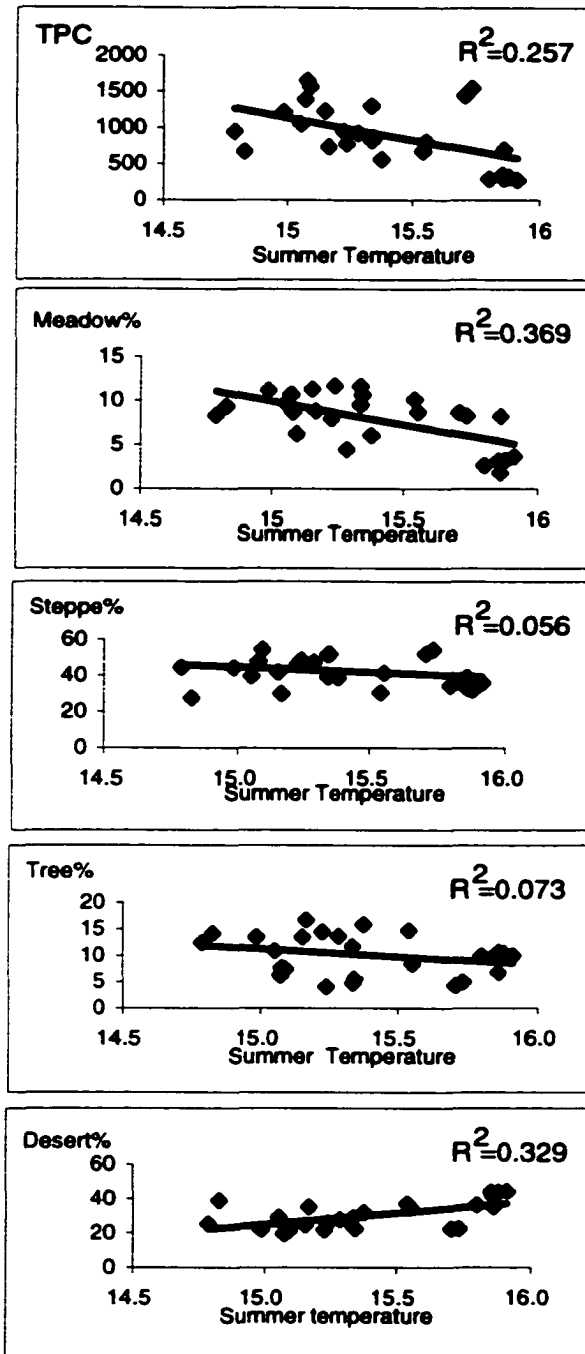 TPC
R²=0.257
2000
1500
1000
500
0
14.5 15 15.5 16
Summer Temperature
Meadow%
R²=0.369
15
10
5
0
14.5 15 15.5 16
Summer Temperature
Steppe%
R²=0.056
60
40
20
0
14.5 15.0 15.5 16.0
Summer Temperature
Tree%
R²=0.073
20
15
10
5
0
14.5 15.0 15.5 16.0
Summer Temperature
Desert%
R²=0.329
60
40
20
0
14.5 15.0 15.5 16.0
Summer temperature